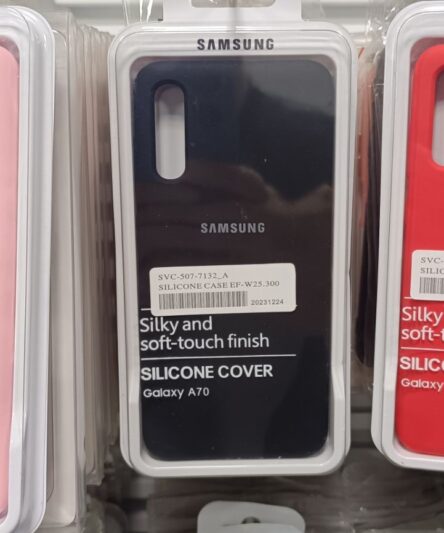 SAMSUNG
SAMSUNG
SVC-507-7132_A
SILICONE CASE EF-W25.300
20231224
Silky and
soft-touch finish
SILICONE COVER
Galaxy A70
SVC-
SILIC
Silky
soft-t
SILIC
Galaxy